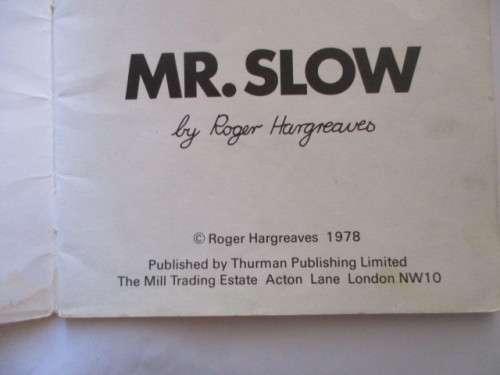 MR. SLOW
by Roger Hargreaves
© Roger Hargreaves 1978
Published by Thurman Publishing Limited
The Mill Trading Estate Acton Lane London NW10